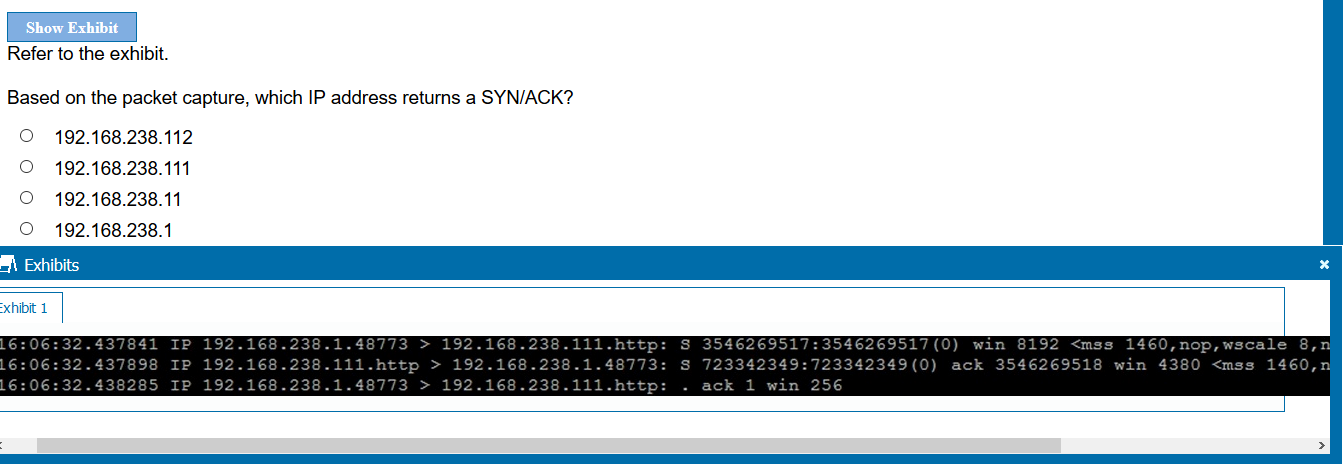 Show Exhibit
Refer to the exhibit.
Based on the packet capture, which IP address returns a SYN/ACK?
192.168.238.112
192.168.238.111
192.168.238.11
192.168.238.1
Exhibits
Exhibit 1
16:06:32.437841 IP 192.168.238.1.48773 > 192.168.238.111.http: S 3546269517:3546269517(0) win 8192 <mss 1460,nop,wscale 8,n
16:06:32.437898 IP 192.168.238.111.http > 192.168.238.1.48773: S 723342349:723342349(0) ack 3546269518 win 4380 <mss 1460,n
16:06:32.438285 IP 192.168.238.1.48773 > 192.168.238.111.http: . ack 1 win 256